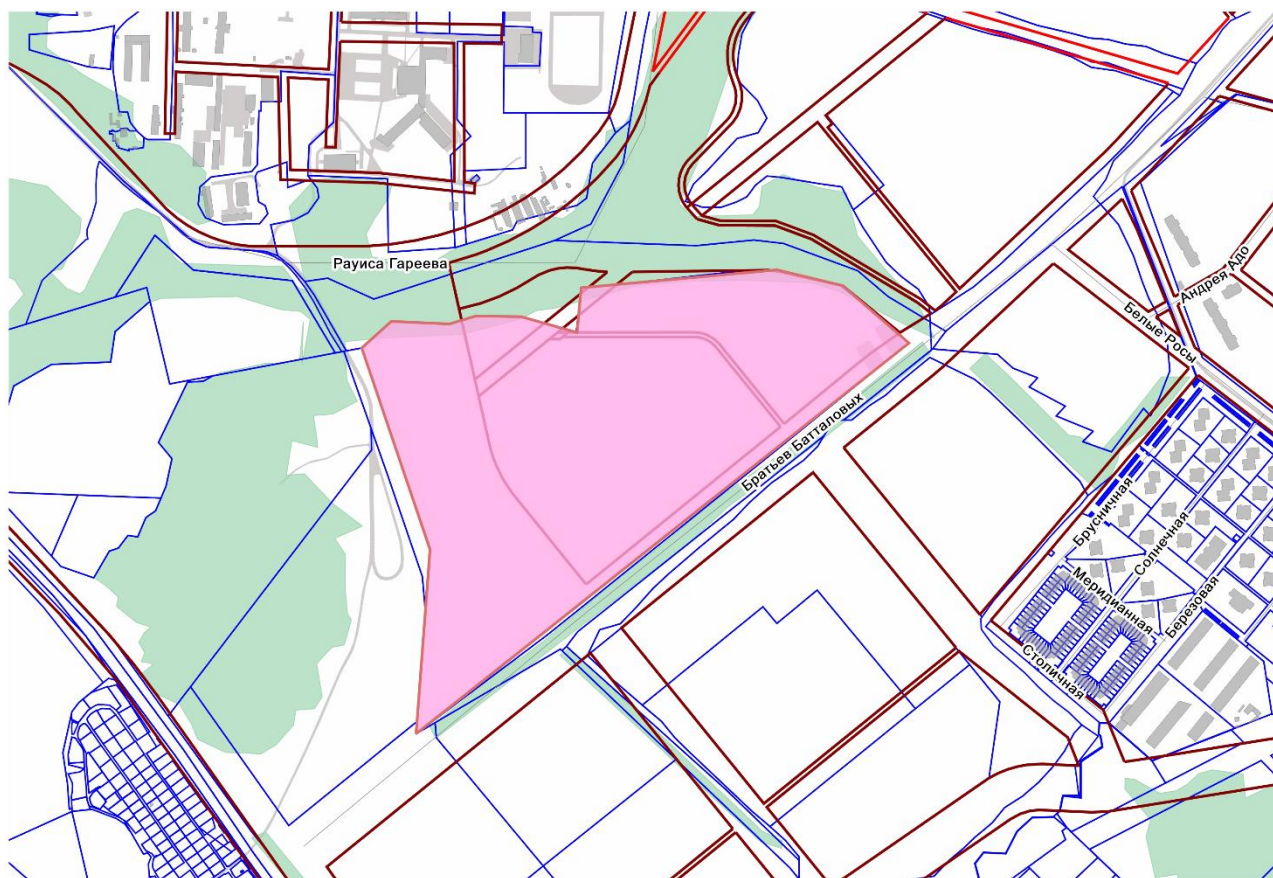 Рауиса Гареева
Андрея Адо
Белые Росы
Братьев Батталовых
Брусничная
Солнечная
Меридианная
Березовая
Столичная